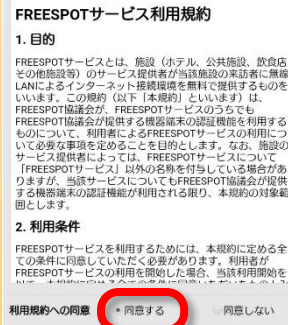 FREESPOTサービス利用規約
1. 目的
FREESPOTサービスとは、施設（ホテル、公共施設、飲食店
その他施設等）のサービス提供者が当該施設の来訪者に無線
LANによるインターネット接続環境を無料で提供するものを
いいます。この規約（以下「本規約」といいます）は、
FREESPOT協議会が、FREESPOTサービスのうちでも
FREESPOT協議会が提供する機器端末の認証機能を利用する
ものについて、利用者によるFREESPOTサービスの利用につ
いて必要な事項を定めることを目的とします。なお、施設の
サービス提供者によっては、FREESPOTサービスについて
「FREESPOTサービス」以外の名称を付与している場合があ
りますが、当該サービスについてもFREESPOT協議会が提供
する機器端末の認証機能が利用される限り、本規約の対象範
囲とします。
2. 利用条件
FREESPOTサービスを利用するためには、本規約に定める全
ての条件に同意していただく必要があります。利用者が
FREESPOTサービスの利用を開始した場合、当該利用開始を
利用規約への同意 同意する 同意しない